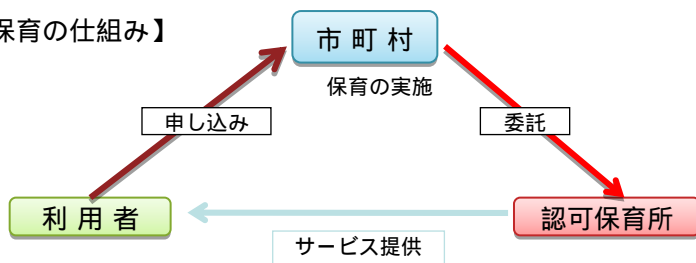 保育の仕組み】
市町村
保育の実施
申し込み
委託
利用者
認可保育所
サービス提供